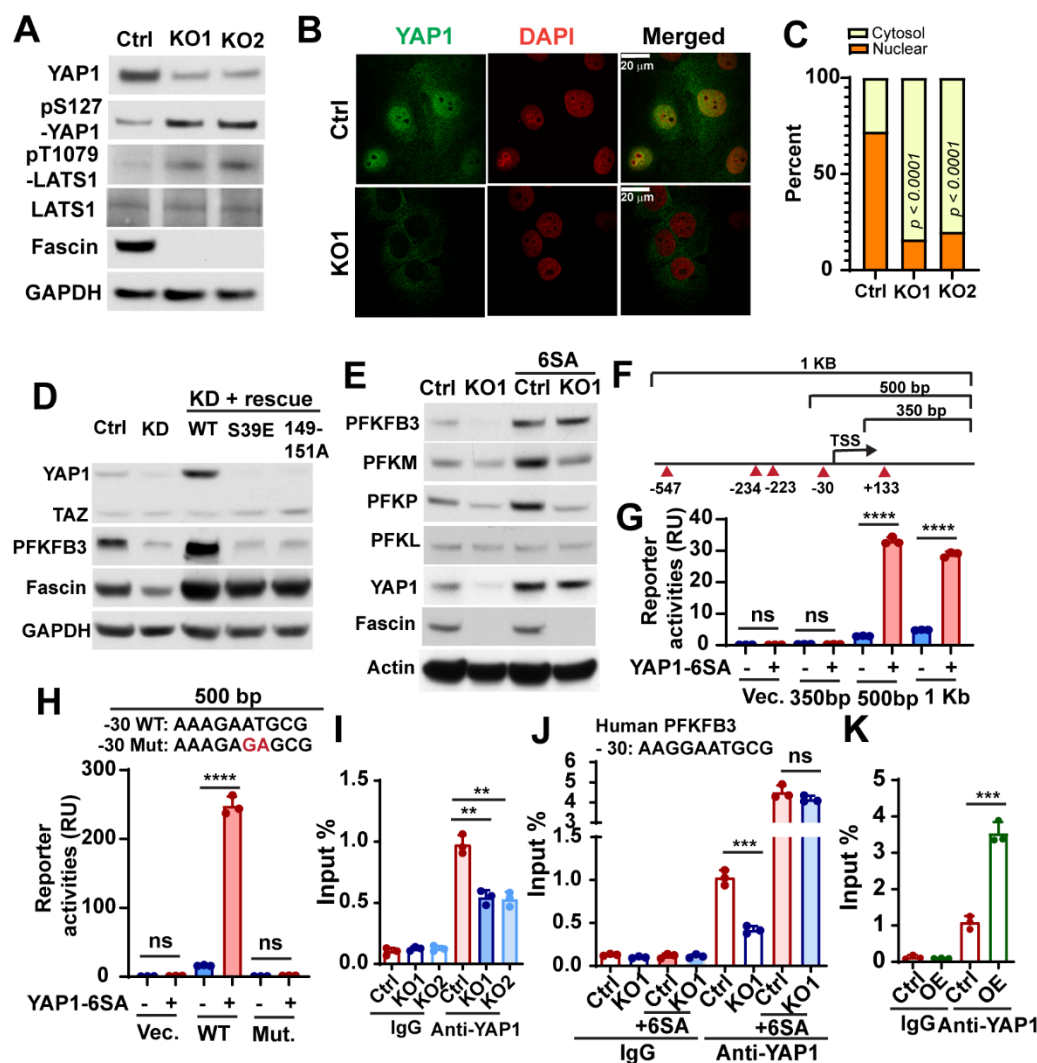 A
Ctrl KO1 KO2
YAP1
pS127
-YAP1
pT1079
-LATS1
LATS1
Fascin
GAPDH
B
YAP1 DAPI Merged
20 µm
20 µm
Ctrl
KO1
C
Cytosol
Nuclear
100
50
0
Percent
p < 0.0001
p < 0.0001
Ctrl KO1 KO2
D
KD + rescue
Ctrl KD WT S39E 149-
151A
YAP1
TAZ
PFKFB3
Fascin
GAPDH
E
6SA
Ctrl KO1 Ctrl KO1
PFKFB3
PFKM
PFKP
PFKL
YAP1
Fascin
Actin
F
1 KB
500 bp
350 bp
TSS
-547 -234 -223 -30 +133
G
Reporter
activities (RU)
40
30
20
10
0
ns ns **** ****
YAP1-6SA - + - + - + - +
Vec. 350bp 500bp 1 Kb
H
500 bp
-30 WT: AAAGAATGCG
-30 Mut: AAAGAGAGCG
Reporter
activities (RU)
300
200
100
0
ns **** ns
YAP1-6SA - + - + - +
Vec. WT Mut.
I
Input %
1.5
1.0
0.5
0.0
**
**
Ctrl KO1 KO2 Ctrl KO1 KO2
IgG Anti-YAP1
J
Human PFKFB3
- 30: AAGGAATGCG
Input %
6
5
4
3
2
1.5
1.0
0.5
0.0
ns
***
Ctrl KO1 Ctrl KO1 Ctrl KO1 Ctrl KO1
+6SA +6SA
IgG Anti-YAP1
K
Input %
6
4
2
0
***
Ctrl OE Ctrl OE
IgG Anti-YAP1